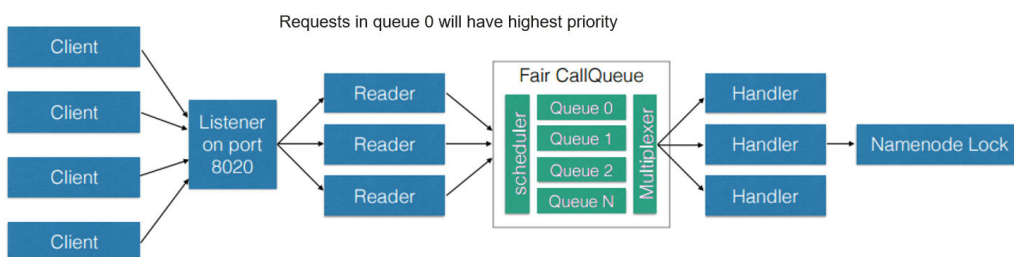 Requests in queue 0 will have highest priority
Client
Client
Client
Client
Listener
on port
8020
Reader
Reader
Reader
Fair CallQueue
scheduler
Queue 0
Queue 1
Queue 2
Queue N
Multiplexer
Handler
Handler
Handler
Namenode Lock